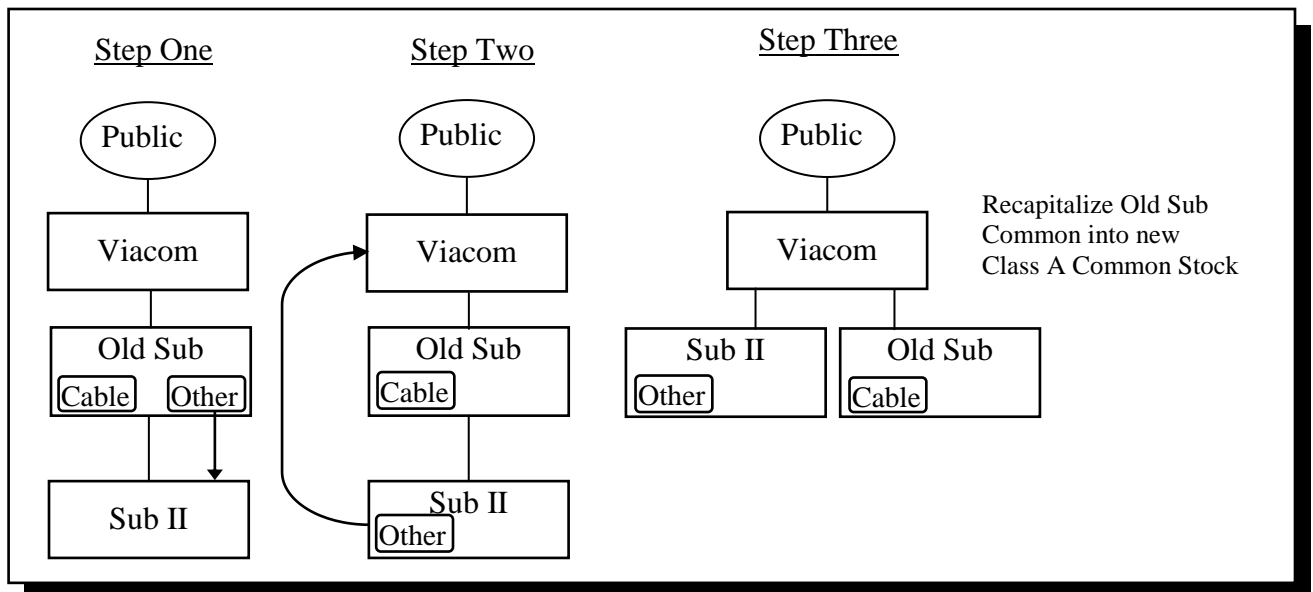 Step One
Public
Viacom
Old Sub
Cable
Other
Sub II
Step Two
Public
Viacom
Old Sub
Cable
Sub II
Other
Step Three
Public
Viacom
Sub II
Other
Old Sub
Cable
Recapitalize Old Sub
Common into new
Class A Common Stock